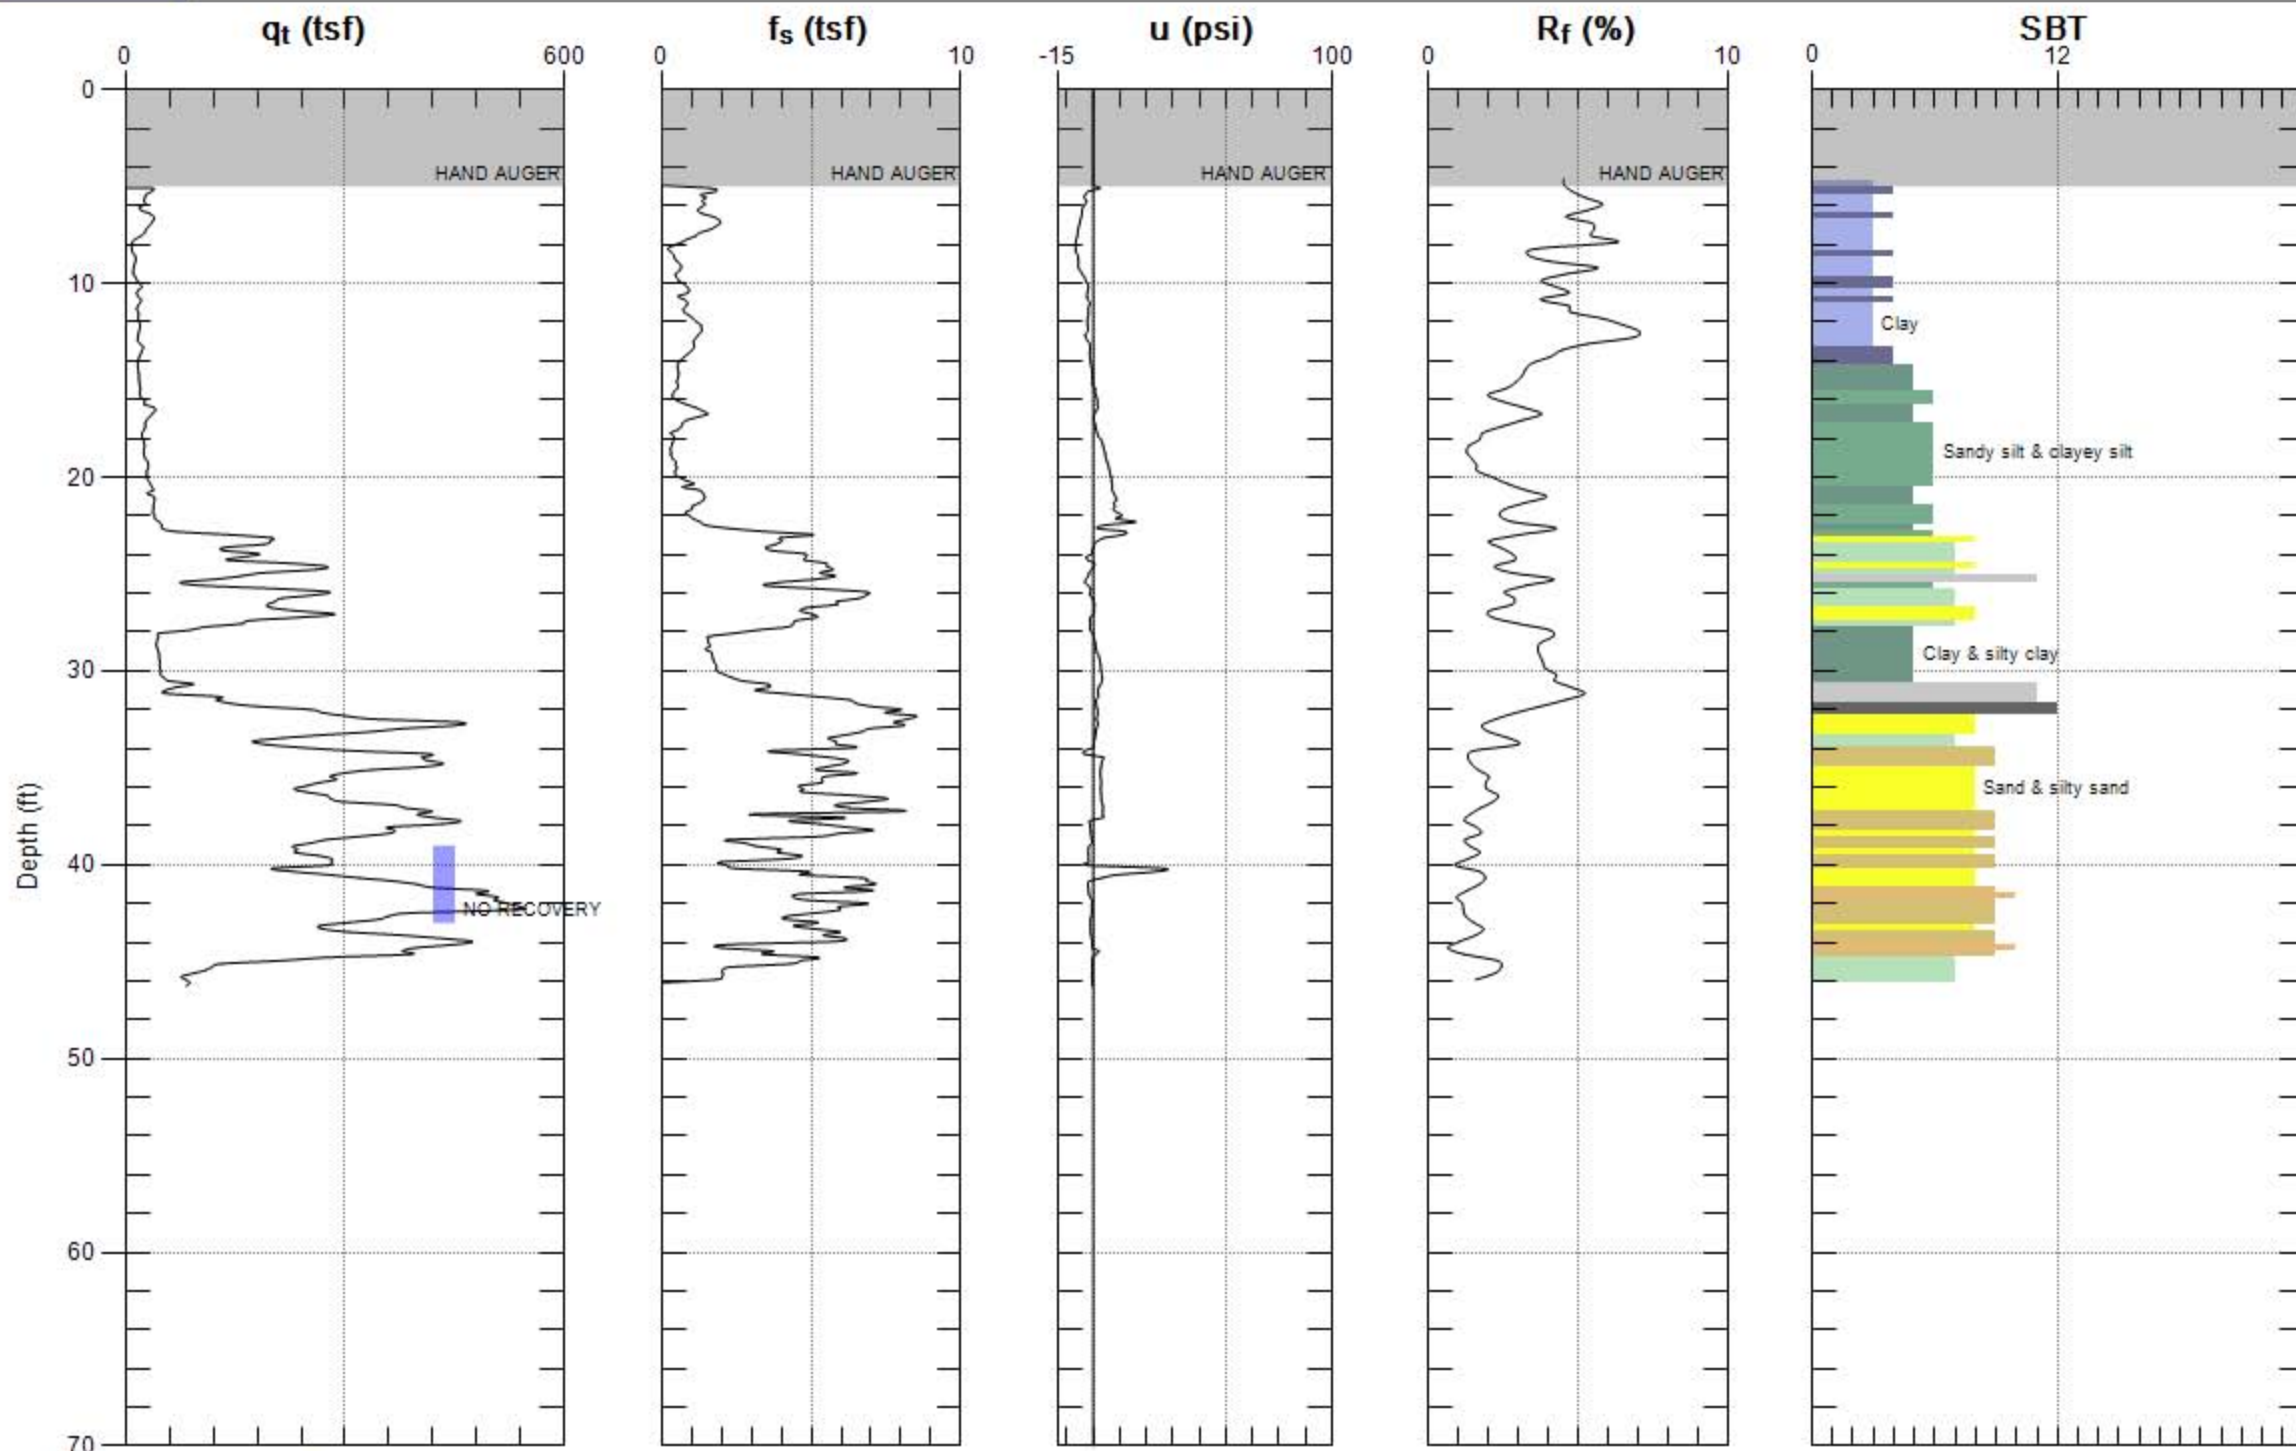 qt (tsf) fs (tsf) u (psi) Rf (%) SBT
0 600 0 10 -15 100 0 10 0 12
0
HAND AUGER HAND AUGER HAND AUGER HAND AUGER
10
Clay
Sandy silt & clayey silt
20
Clay & silty clay
30
Sand & silty sand
Depth (ft)
40
NO RECOVERY
50
60
70